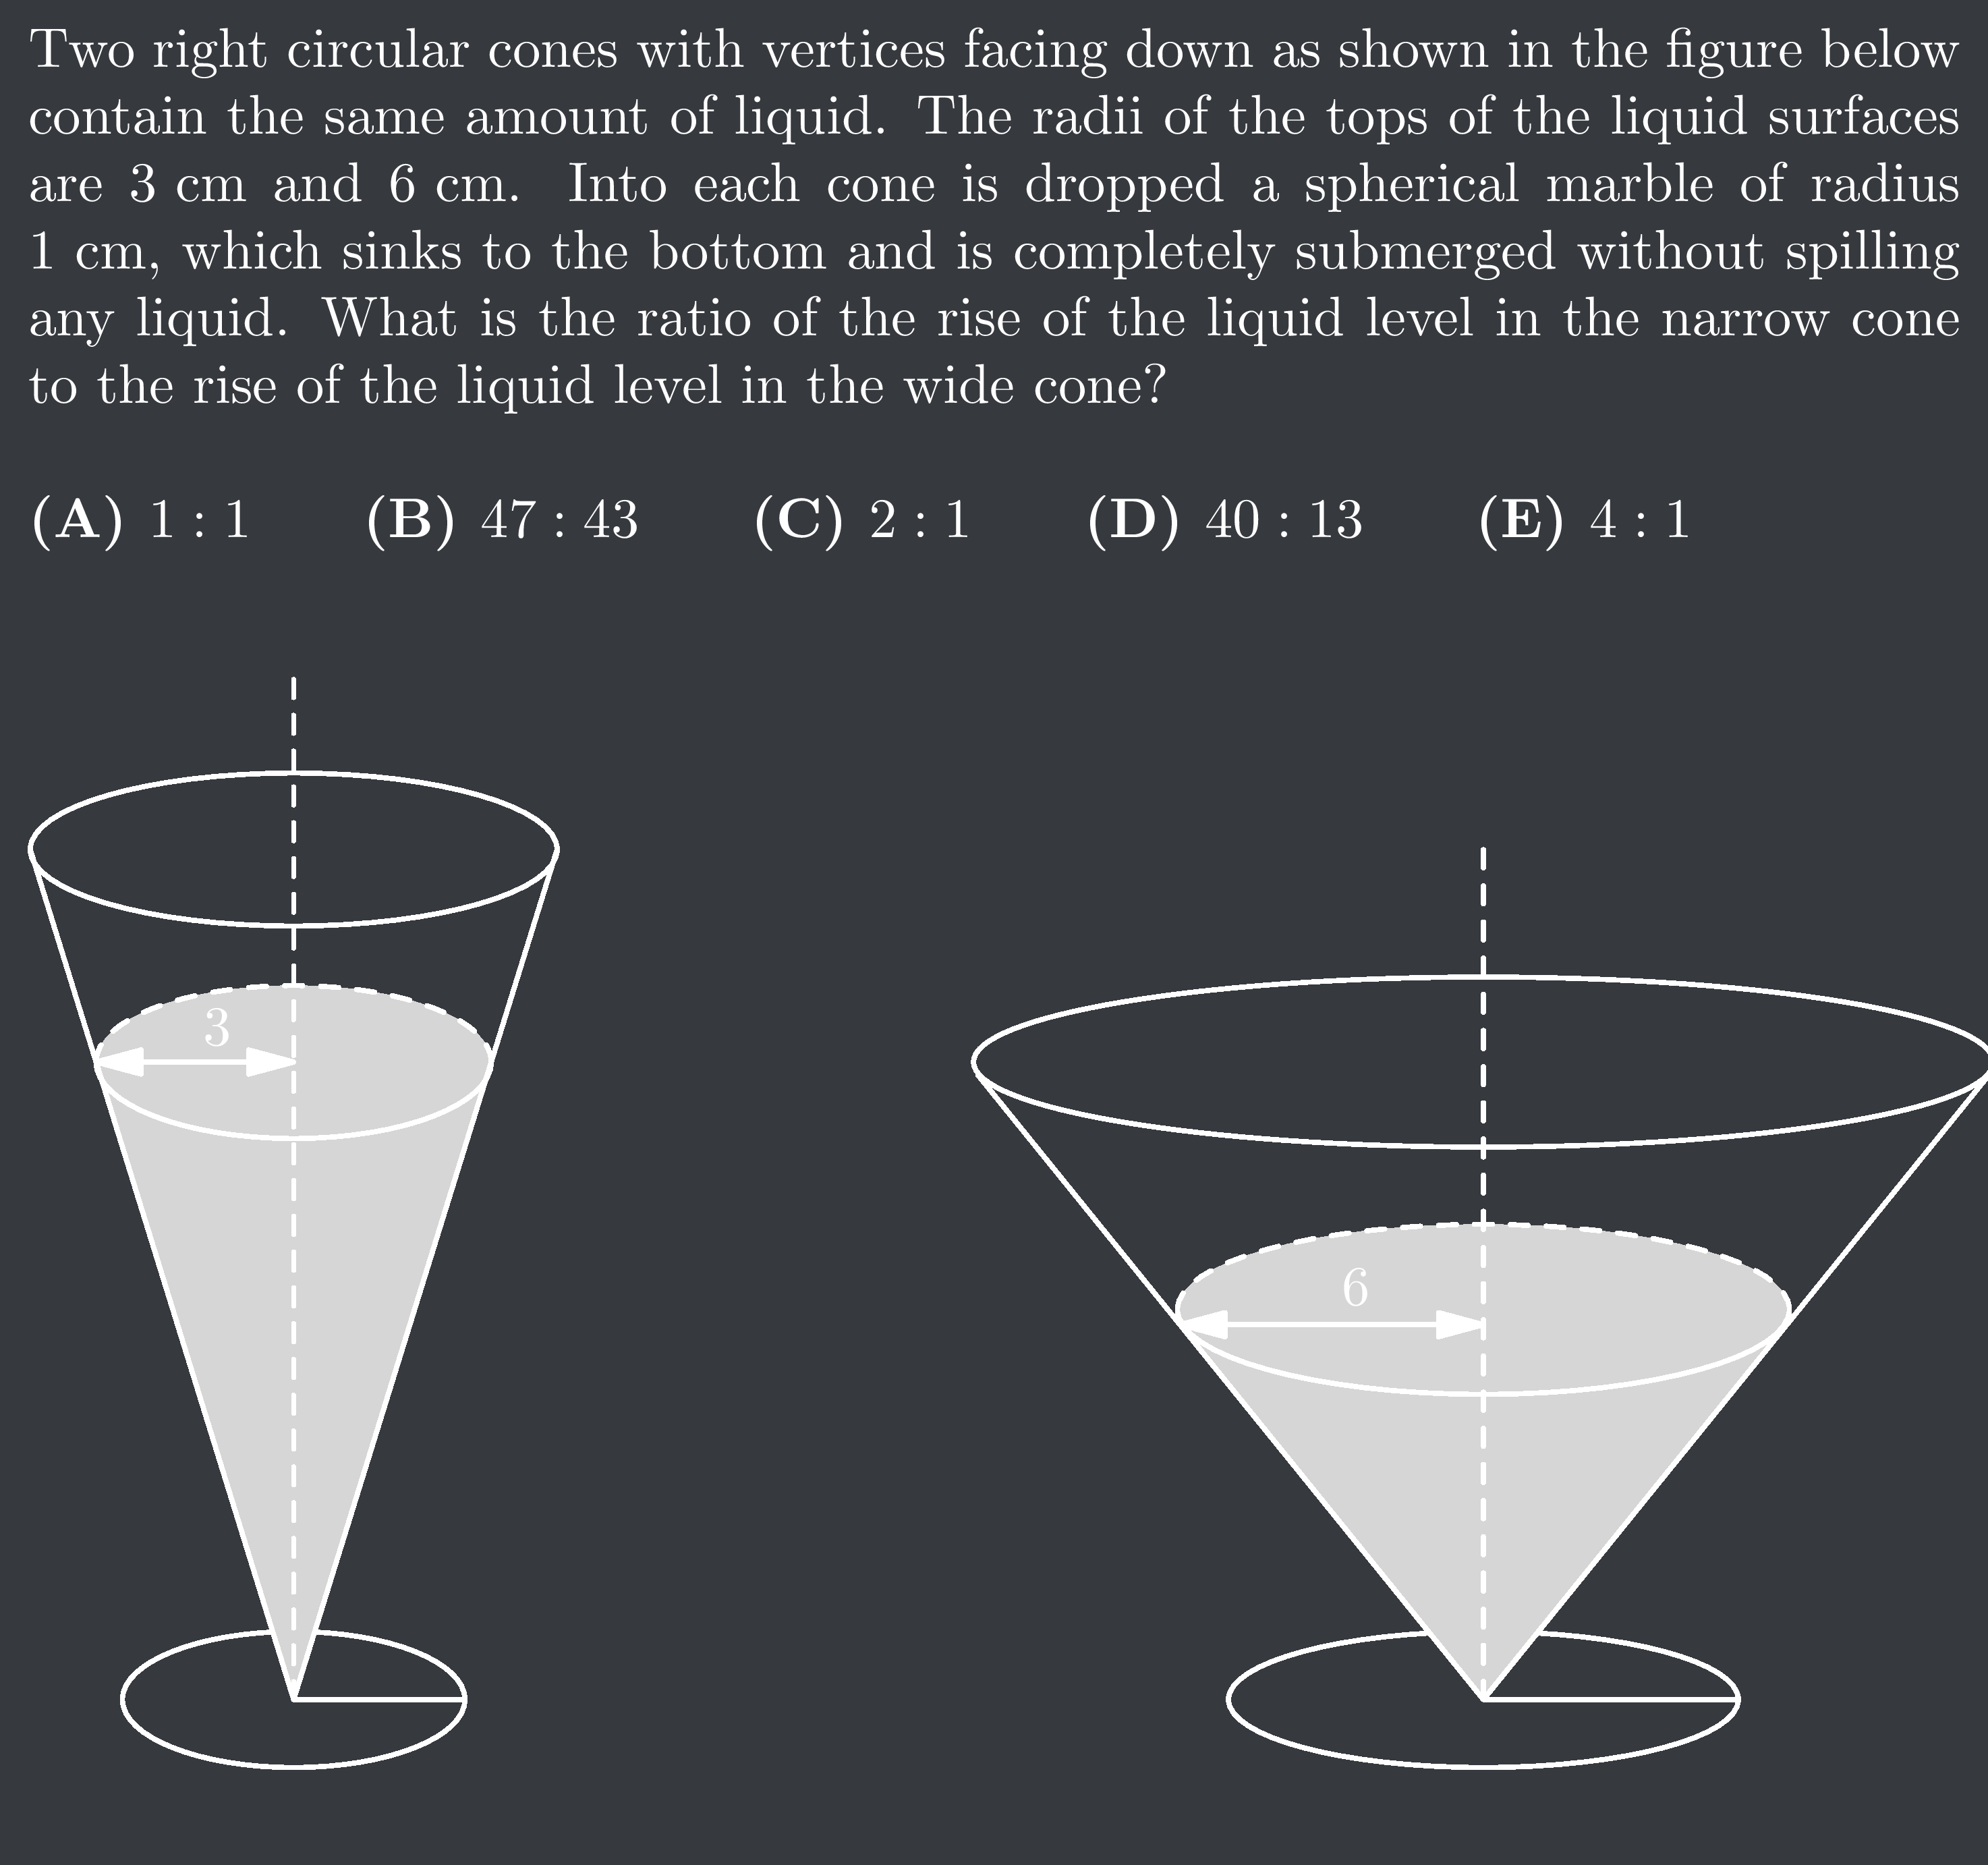 Two right circular cones with vertices facing down as shown in the figure below
contain the same amount of liquid. The radii of the tops of the liquid surfaces
are 3 cm and 6 cm. Into each cone is dropped a spherical marble of radius
1 cm, which sinks to the bottom and is completely submerged without spilling
any liquid. What is the ratio of the rise of the liquid level in the narrow cone
to the rise of the liquid level in the wide cone?
(A) 1 : 1 (B) 47 : 43 (C) 2 : 1 (D) 40 : 13 (E) 4 : 1
3
6